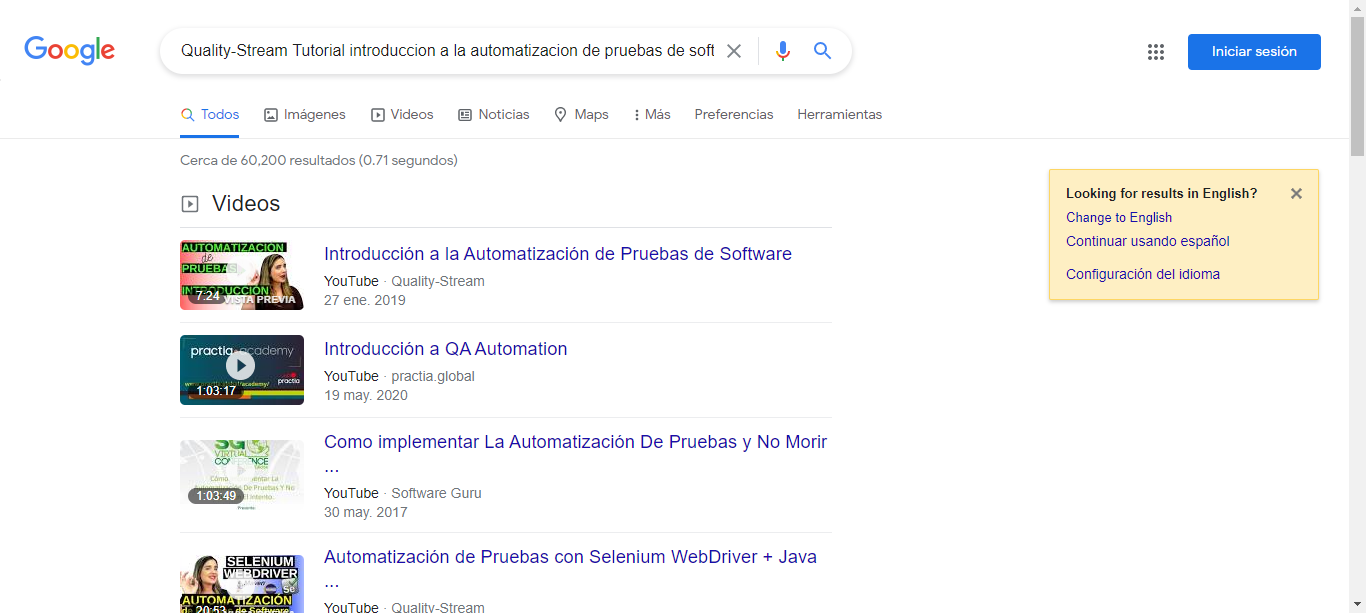 Google
Quality-Stream Tutorial introduccion a la automatizacion de pruebas de soft
Iniciar sesión
Todos
Imágenes
Videos
Noticias
Maps
Más
Preferencias
Herramientas
Cerca de 60,200 resultados (0.71 segundos)
Looking for results in English?
Change to English
Continuar usando español
Configuración del idioma
Videos
AUTOMATIZACIÓN
de
PRUEBAS
INTRODUCCIÓN
7:24 VISTA PREVIA
Introducción a la Automatización de Pruebas de Software
YouTube · Quality-Stream
27 ene. 2019
practia academy
practia
1:03:17
Introducción a QA Automation
YouTube · practia.global
19 may. 2020
SG
VIRTUAL
CONFERENCE
1:03:49
Como implementar La Automatización De Pruebas y No Morir
...
YouTube · Software Guru
30 may. 2017
SELENIUM
WEBDRIVER
AUTOMATIZACIÓN
20:53 de Software
Automatización de Pruebas con Selenium WebDriver + Java
...
YouTube · Quality-Stream